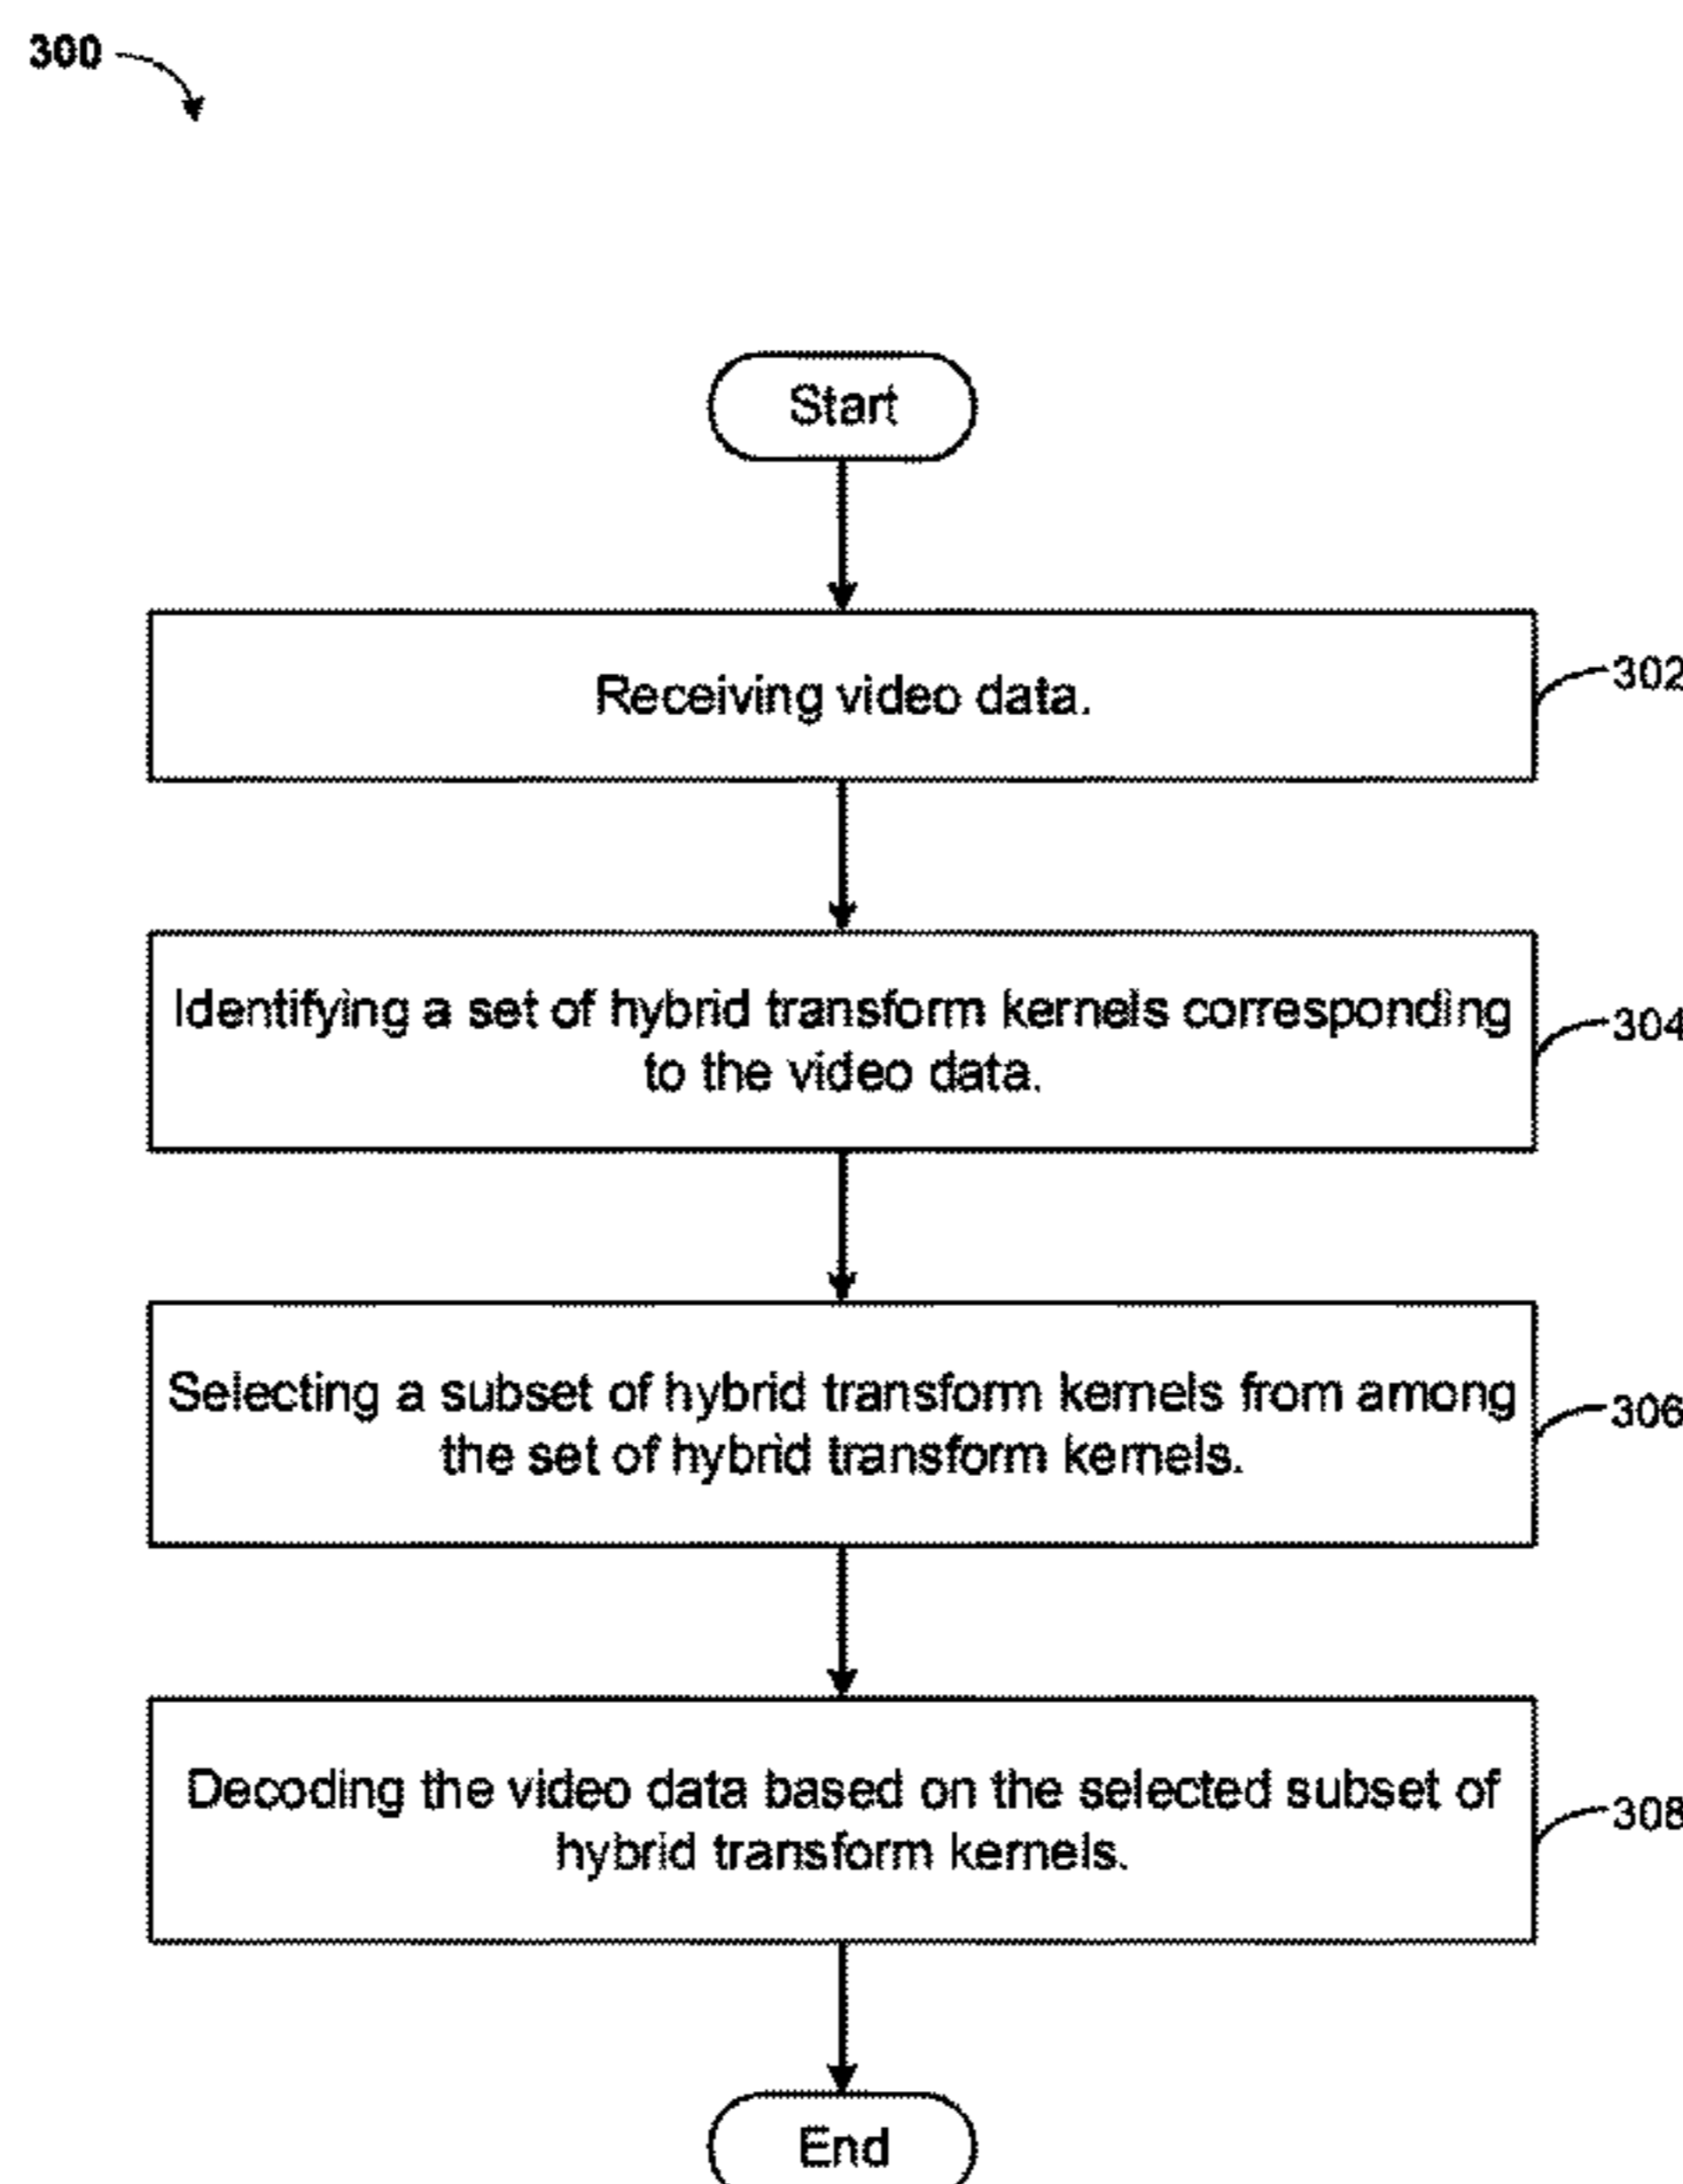 300
Start
Receiving video data.
302
Identifying a set of hybrid transform kernels corresponding
to the video data.
304
Selecting a subset of hybrid transform kernels from among
the set of hybrid transform kernels.
306
Decoding the video data based on the selected subset of
hybrid transform kernels.
308
End